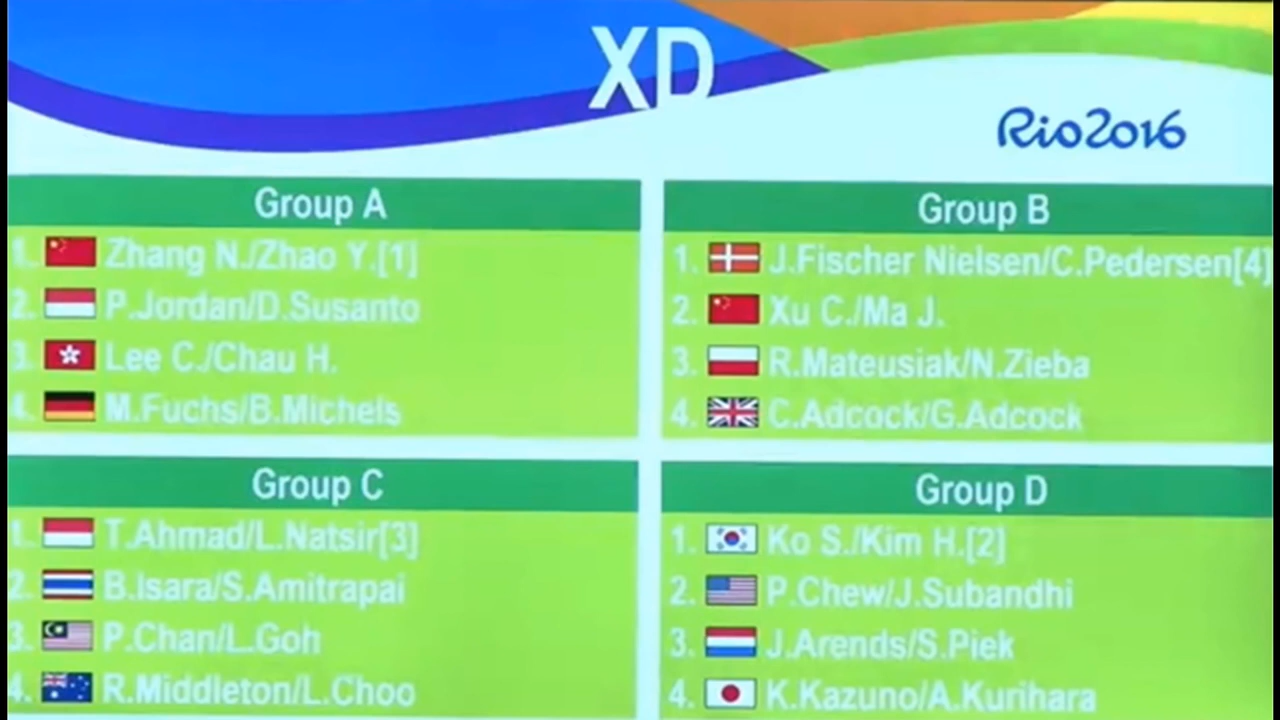 XD
Rio2016
Group A
1. Zhang N./Zhao Y.[1]
2. P.Jordan/D.Susanto
3. Lee C./Chau H.
4. M.Fuchs/B.Michels
Group B
1. J.Fischer Nielsen/C.Pedersen[4]
2. Xu C./Ma J.
3. R.Mateusiak/N.Zieba
4. C.Adcock/G.Adcock
Group C
1. T.Ahmad/L.Natsir[3]
2. B.Isara/S.Amitrapai
3. P.Chan/L.Goh
4. R.Middleton/L.Choo
Group D
1. Ko S./Kim H.[2]
2. P.Chew/J.Subandhi
3. J.Arends/S.Piek
4. K.Kazuno/A.Kurihara